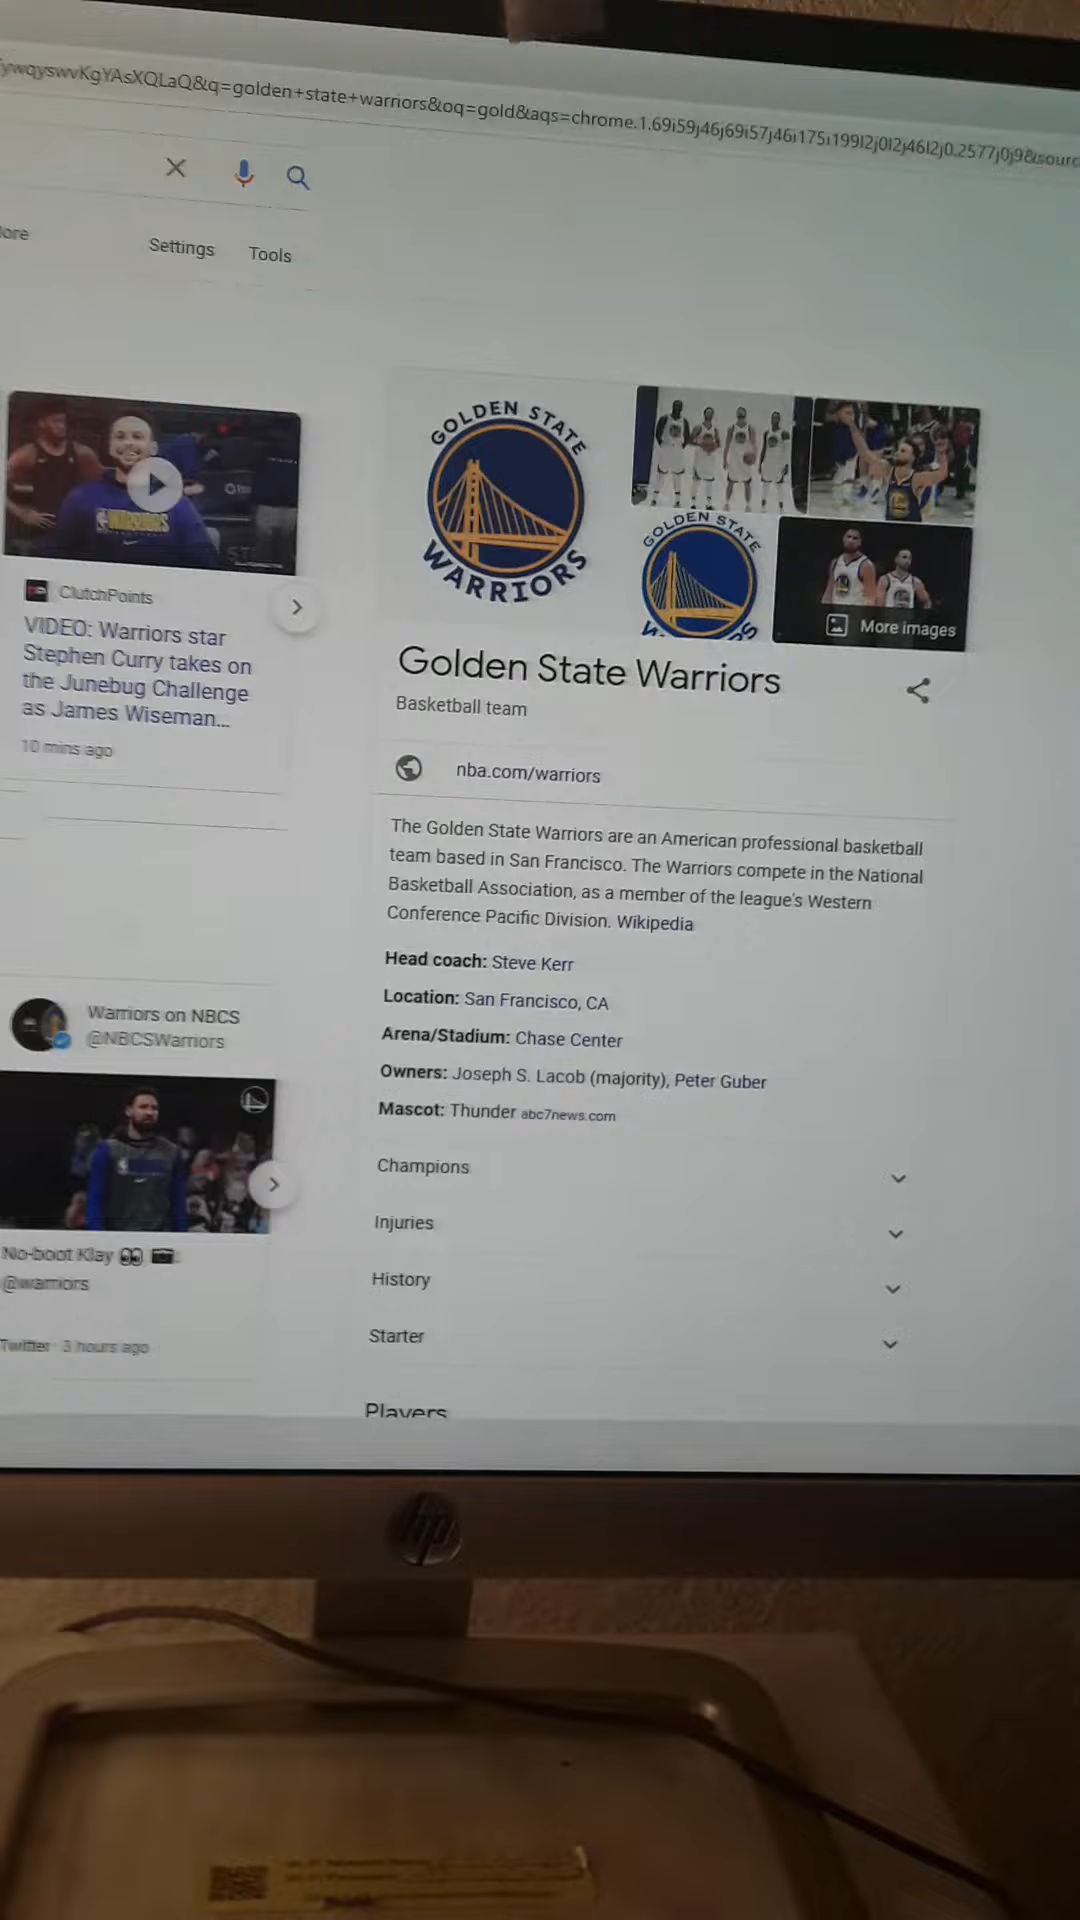 ywqyswvKgYAsXQLaQ&q=golden+state+warriors&oq=gold&aqs=chrome.1.69i59j46j69i57j46i175i199l2j0l2j46l2j0.2577j0j9&sourc
ore
Settings Tools
GOLDEN STATE
WARRIORS
GOLDEN STATE
More images
ClutchPoints
VIDEO: Warriors star
Stephen Curry takes on
the Junebug Challenge
as James Wiseman...
10 mins ago
Golden State Warriors
Basketball team
nba.com/warriors
The Golden State Warriors are an American professional basketball
team based in San Francisco. The Warriors compete in the National
Basketball Association, as a member of the league's Western
Conference Pacific Division. Wikipedia
Head coach: Steve Kerr
Location: San Francisco, CA
Arena/Stadium: Chase Center
Owners: Joseph S. Lacob (majority), Peter Guber
Mascot: Thunder abc7news.com
Warriors on NBCS
@NBCSWarriors
No-boot Klay 👀 📷:
@warriors
Twitter · 3 hours ago
Champions
Injuries
History
Starter
Players
hp